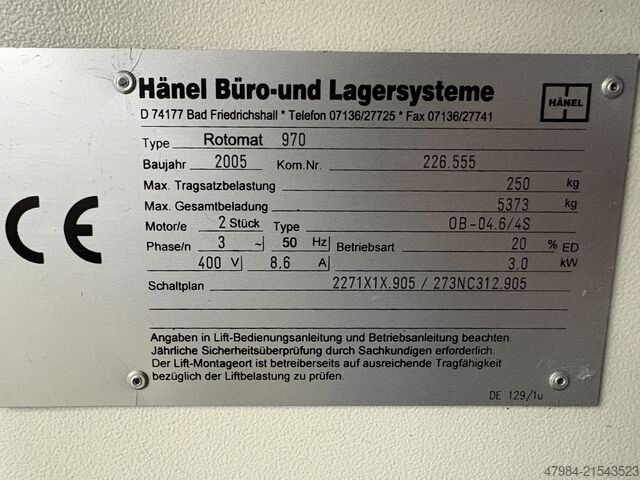 Hänel Büro-und Lagersysteme
HÄNEL
D 74177 Bad Friedrichshall * Telefon 07136/27725 * Fax 07136/27741
Type Rotomat 970
Baujahr 2005 Kom.Nr. 226.555
Max. Tragsatzbelastung 250 kg
Max. Gesamtbeladung 5373 kg
Motor/e 2 Stück Type OB-04.6/4S
Phase/n 3 ~ 50 Hz Betriebsart 20 % ED
400 V 8,6 A 3,0 kW
Schaltplan 2271X1X.905 / 273NC312.905
Angaben in Lift-Bedienungsanleitung und Betriebsanleitung beachten.
Jährliche Sicherheitsüberprüfung durch Sachkundigen erforderlich.
Der Lift-Montageort ist betreiberseits auf ausreichende Tragfähigkeit
bezüglich der Liftbelastung zu prüfen.
DE 129/1u
CE
47984-21543523